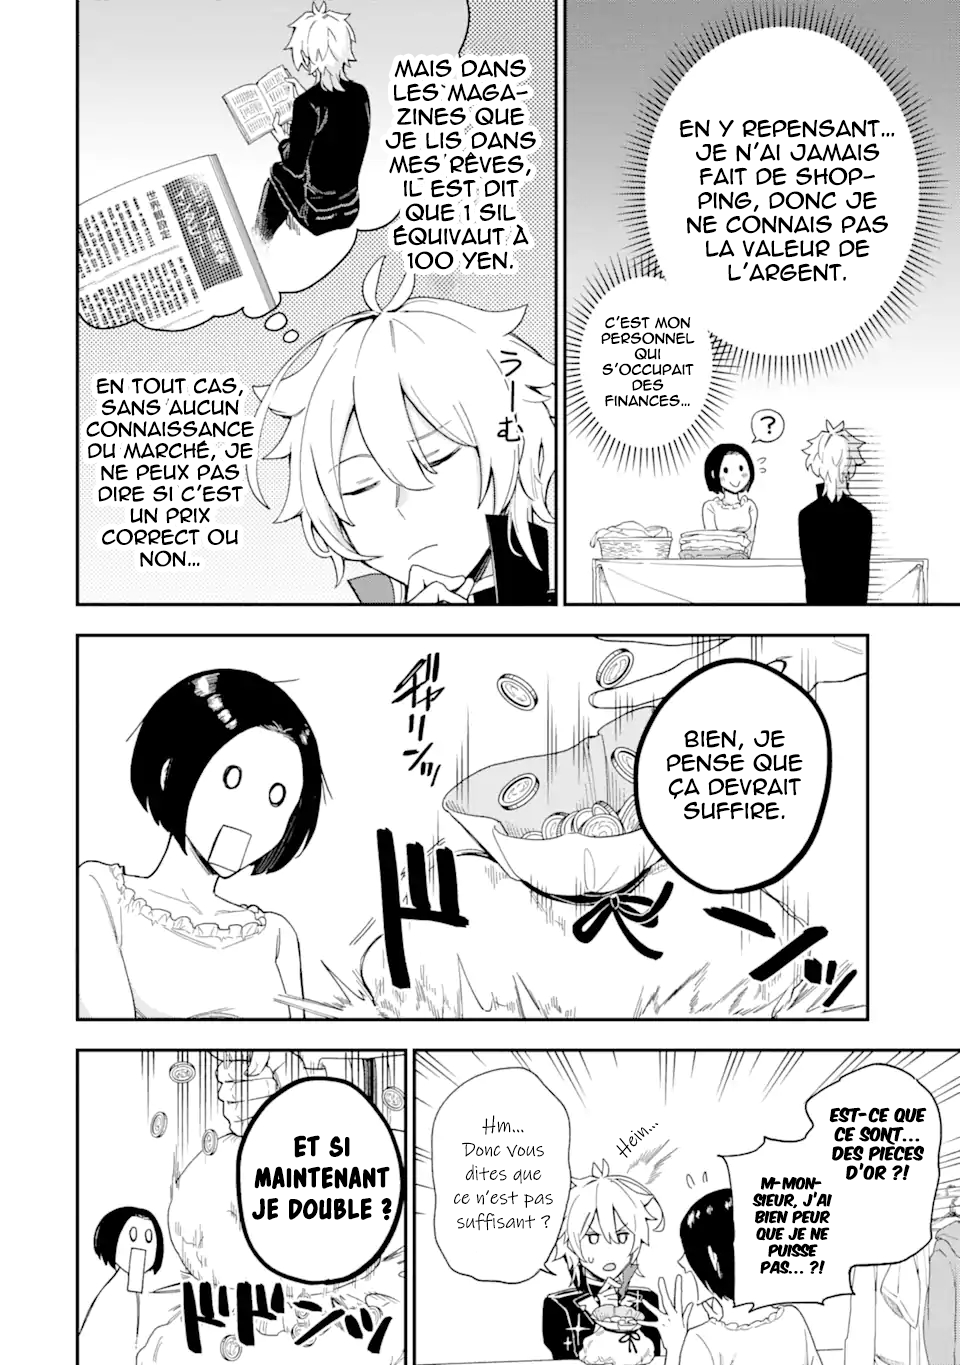 EN Y REPENSANT...
JE N'AI JAMAIS
FAIT DE SHOP-
PING, DONC JE
NE CONNAIS PAS
LA VALEUR DE
L'ARGENT.
C'EST MON
PERSONNEL
QUI
S'OCCUPAIT
DES
FINANCES...
?
MAIS DANS
LES MAGA-
ZINES QUE
JE LIS DANS
MES RÊVES,
IL EST DIT
QUE 1 SIL
ÉQUIVAUT À
100 YEN.
うーむ
EN TOUT CAS,
SANS AUCUN
CONNAISSANCE
DU MARCHÉ, JE
NE PEUX PAS
DIRE SI C'EST
UN PRIX
CORRECT OU
NON...
BIEN, JE
PENSE QUE
ÇA DEVRAIT
SUFFIRE.
ドンッ
EST-CE QUE
CE SONT...
DES PIÈCES
D'OR ?!
M-MON-
SIEUR, J'AI
BIEN PEUR
QUE JE NE
PUISSE
PAS... ?!
Hein...
Hm...
Donc vous
dites que
ce n'est pas
suffisant ?
ET SI
MAINTENANT
JE DOUBLE ?